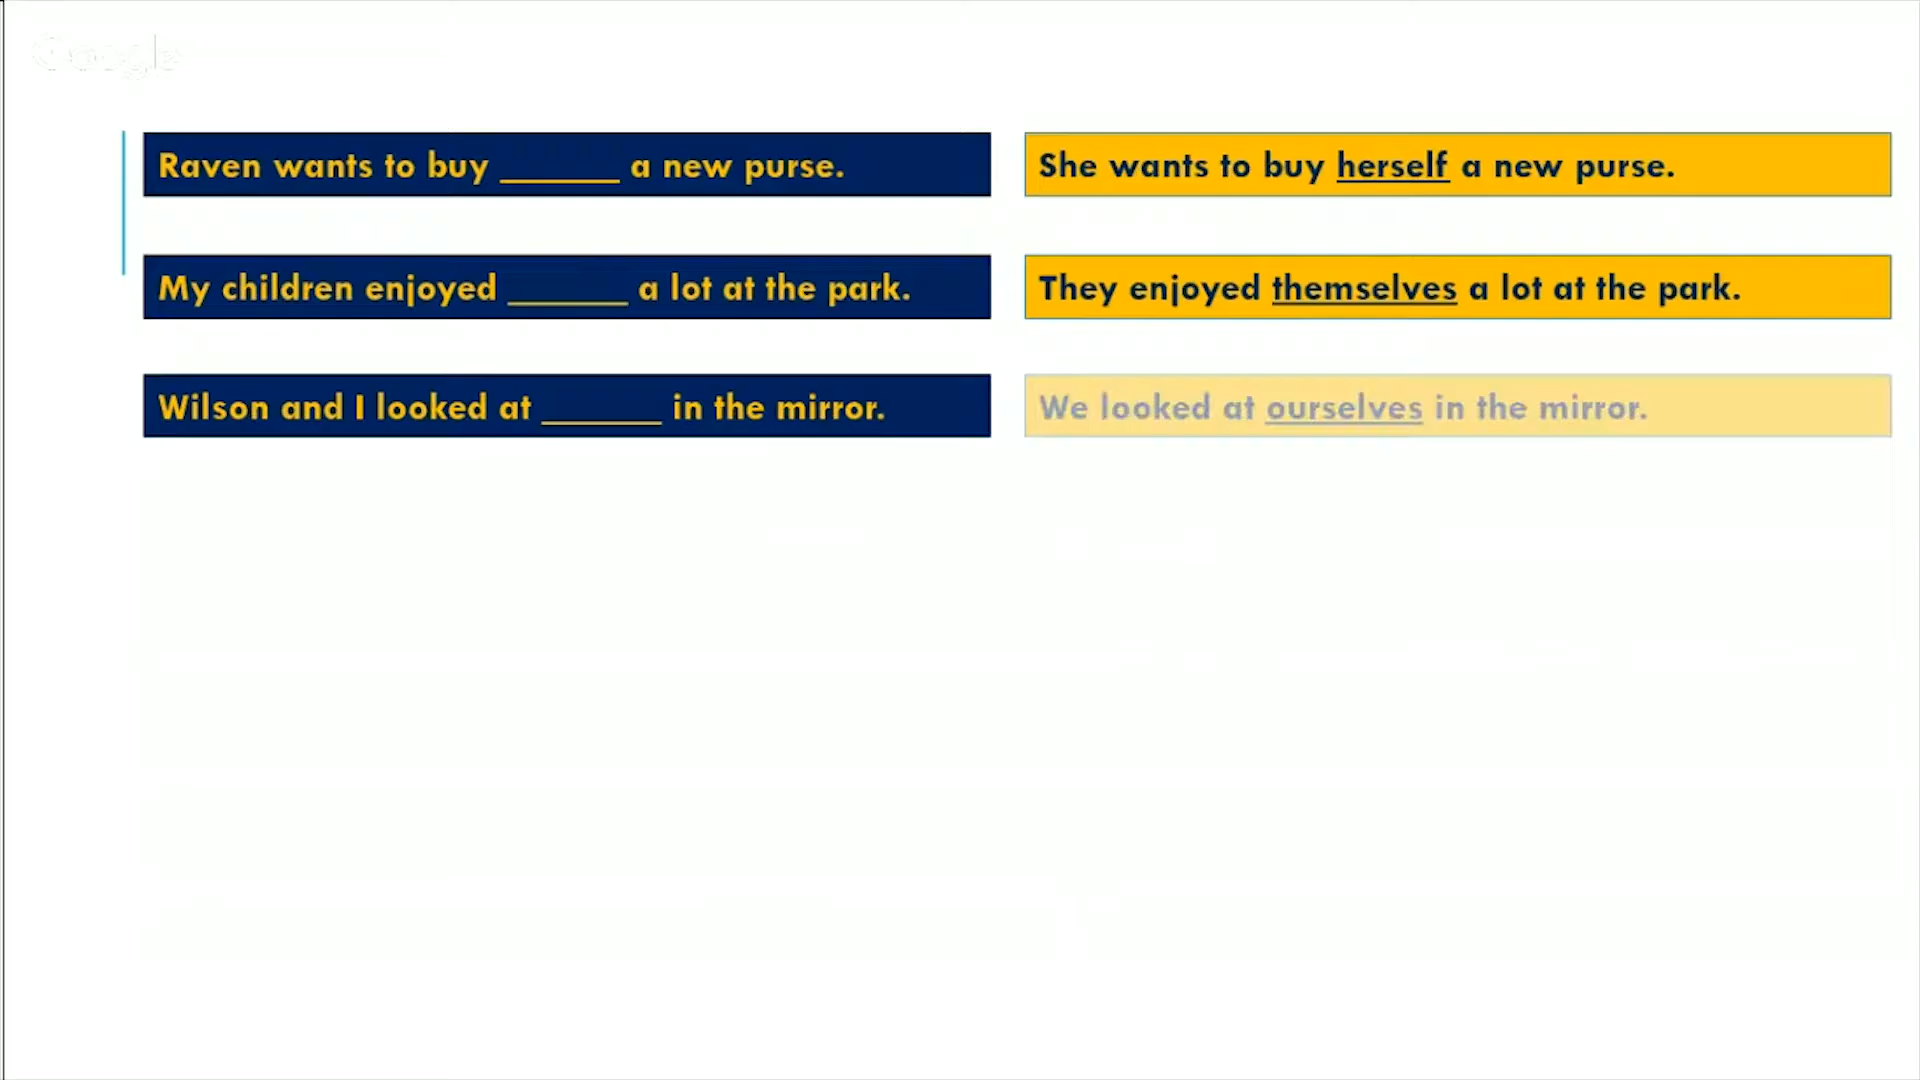 Google
Raven wants to buy ______ a new purse.
She wants to buy herself a new purse.
My children enjoyed ______ a lot at the park.
They enjoyed themselves a lot at the park.
Wilson and I looked at ______ in the mirror.
We looked at ourselves in the mirror.